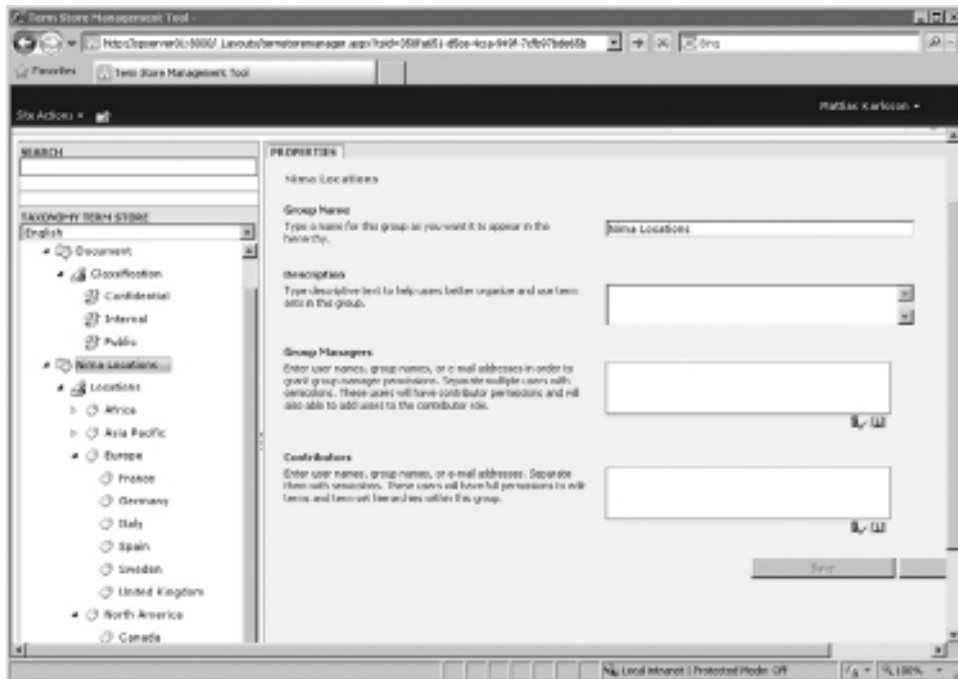 Term Store Management Tool -
Bing
Favorites
Term Store Management Tool
Site Actions
Mattias Karlsson
SEARCH
PROPERTIES
Nima Locations
TAXONOMY TERM STORE
English
Document
Classification
Confidential
Internal
Public
Nima Locations
Locations
Africa
Asia Pacific
Europe
France
Germany
Italy
Spain
Sweden
United Kingdom
North America
Canada
Group Name
Type a name for this group as you want it to appear in the
hierarchy.
Nima Locations
Description
Type descriptive text to help users better organize and use term
sets in this group.
Group Managers
Enter user names, group names, or e-mail addresses in order to
grant group manager permissions. Separate multiple users with
semicolons. These users will have contributor permissions and will
also able to add users to the contributor role.
Contributors
Enter user names, group names, or e-mail addresses. Separate
them with semicolons. These users will have full permissions to edit
terms and term set hierarchies within this group.
Save
Local intranet | Protected Mode: Off
100%